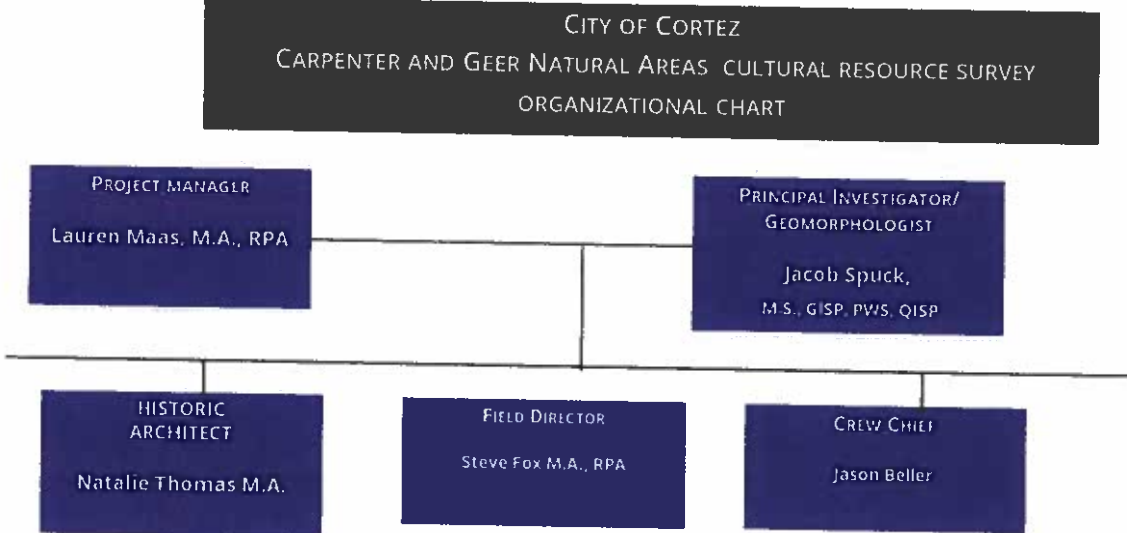 CITY OF CORTEZ
CARPENTER AND GEER NATURAL AREAS CULTURAL RESOURCE SURVEY
ORGANIZATIONAL CHART
PROJECT MANAGER
Lauren Maas, M.A., RPA
PRINCIPAL INVESTIGATOR/
GEOMORPHOLOGIST
Jacob Spuck,
M.S., GISP, PWS, QISP
HISTORIC
ARCHITECT
Natalie Thomas M.A.
FIELD DIRECTOR
Steve Fox M.A., RPA
CREW CHIEF
Jason Beller